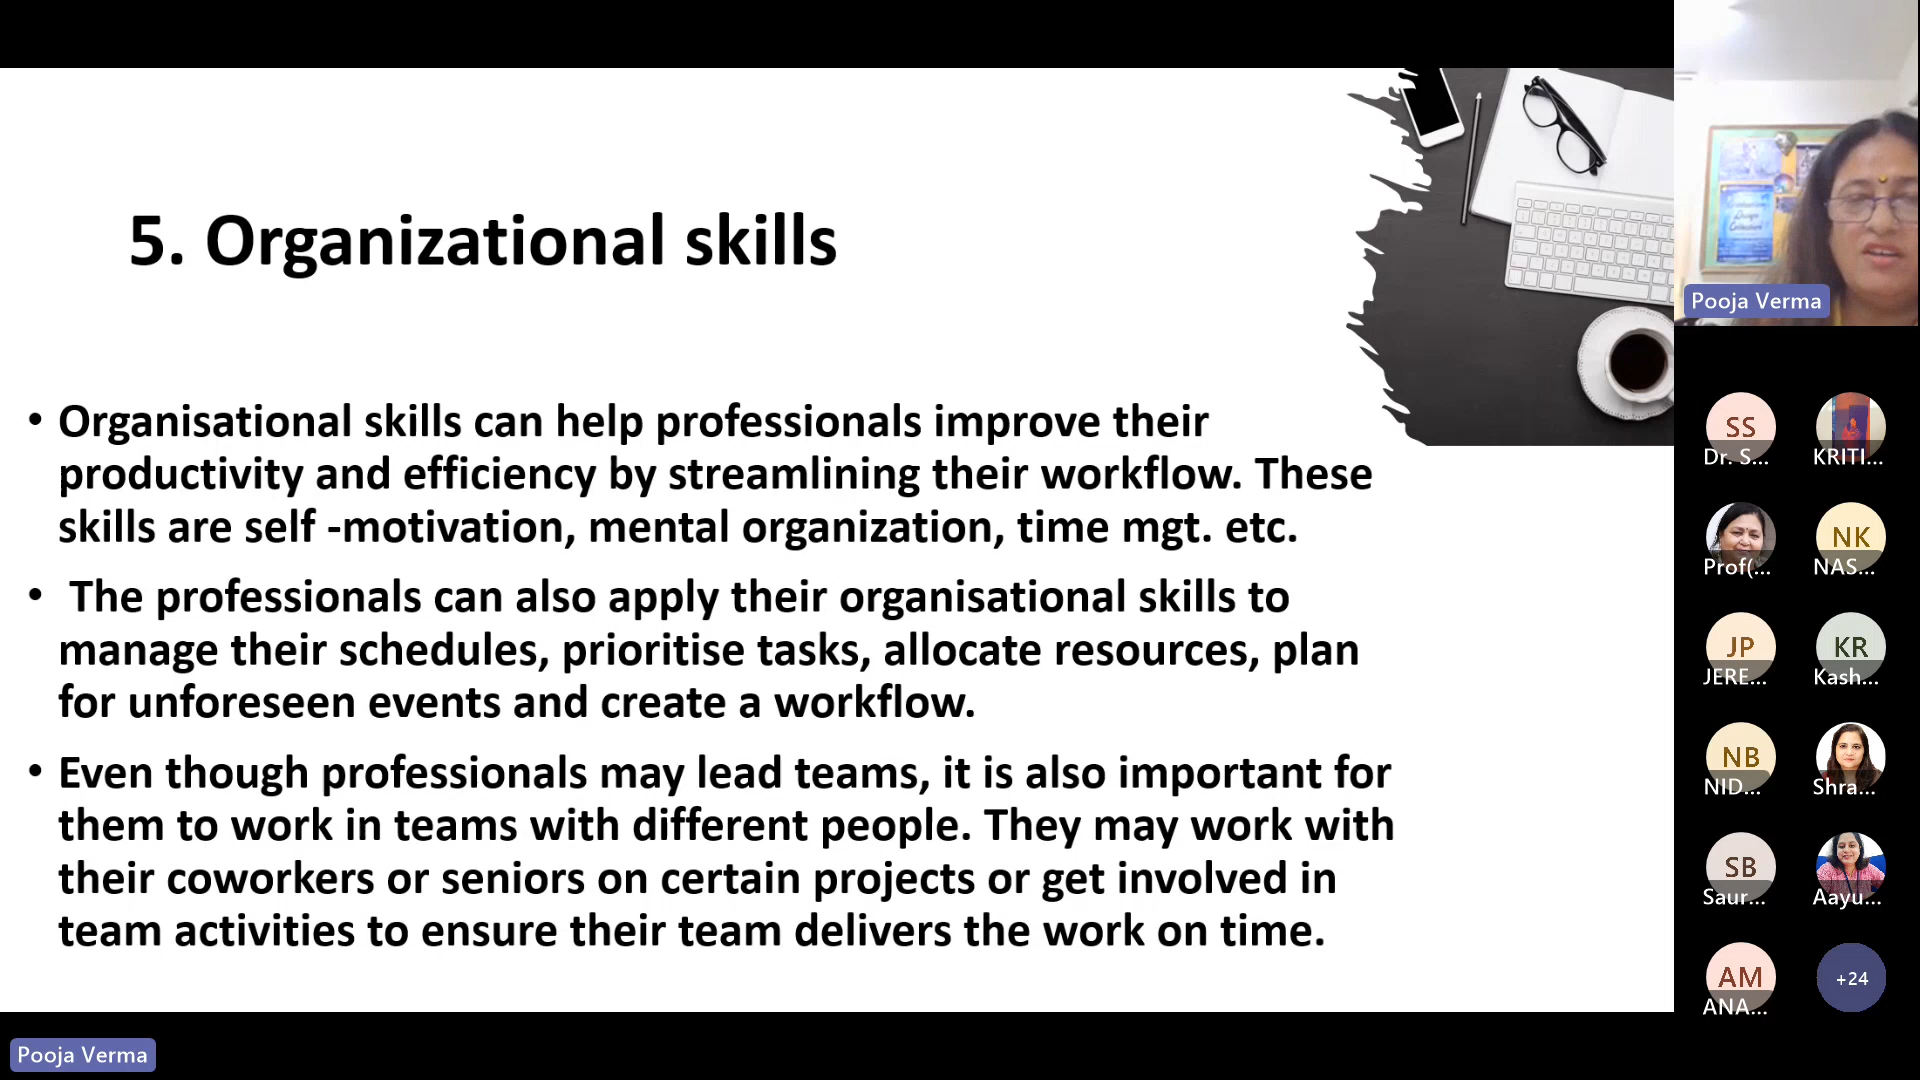 5. Organizational skills
• Organisational skills can help professionals improve their
productivity and efficiency by streamlining their workflow. These
skills are self -motivation, mental organization, time mgt. etc.
• The professionals can also apply their organisational skills to
manage their schedules, prioritise tasks, allocate resources, plan
for unforeseen events and create a workflow.
• Even though professionals may lead teams, it is also important for
them to work in teams with different people. They may work with
their coworkers or seniors on certain projects or get involved in
team activities to ensure their team delivers the work on time.
Pooja Verma
SS
Dr. S...
KRITI...
Prof(...
NK
NAS...
JP
JERE...
KR
Kash...
NB
NID...
Shra...
SB
Saur...
Aayu...
AM
ANA...
+24
Pooja Verma